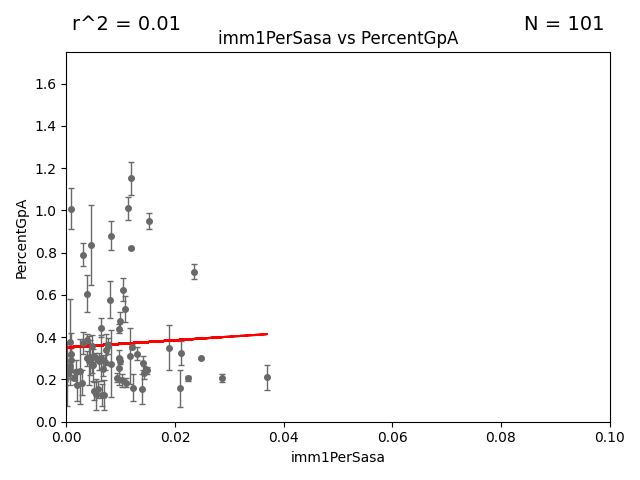 r^2 = 0.01
N = 101
imm1PerSasa vs PercentGpA
PercentGpA
1.6
1.4
1.2
1.0
0.8
0.6
0.4
0.2
0.0
0.00 0.02 0.04 0.06 0.08 0.10
imm1PerSasa